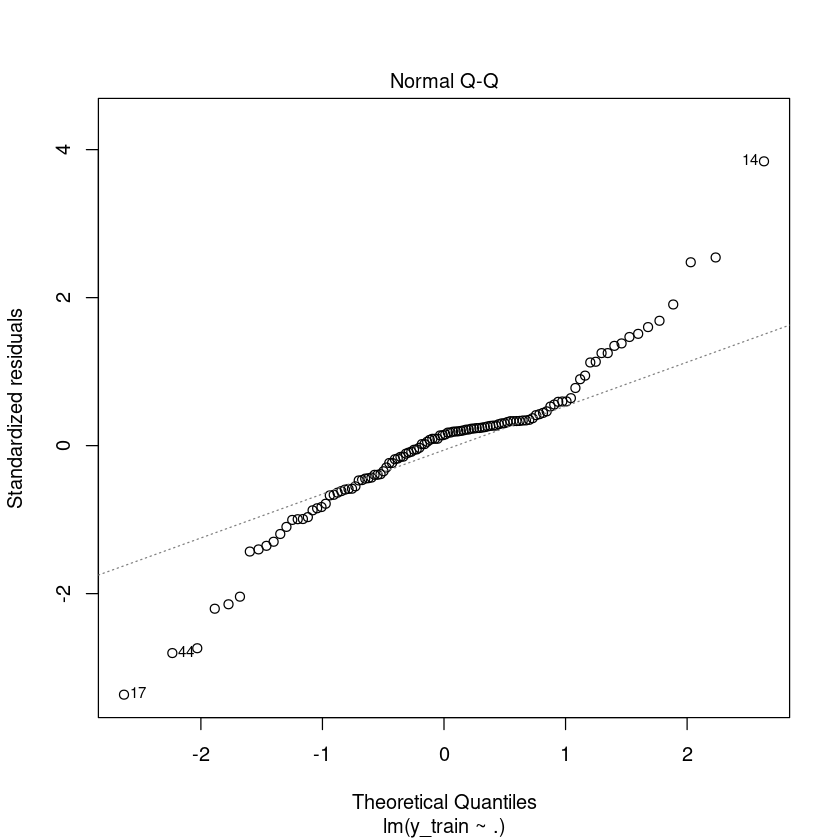 Normal Q-Q
Standardized residuals
4
2
0
-2
14
44
17
-2 -1 0 1 2
Theoretical Quantiles
lm(y_train ~ .)